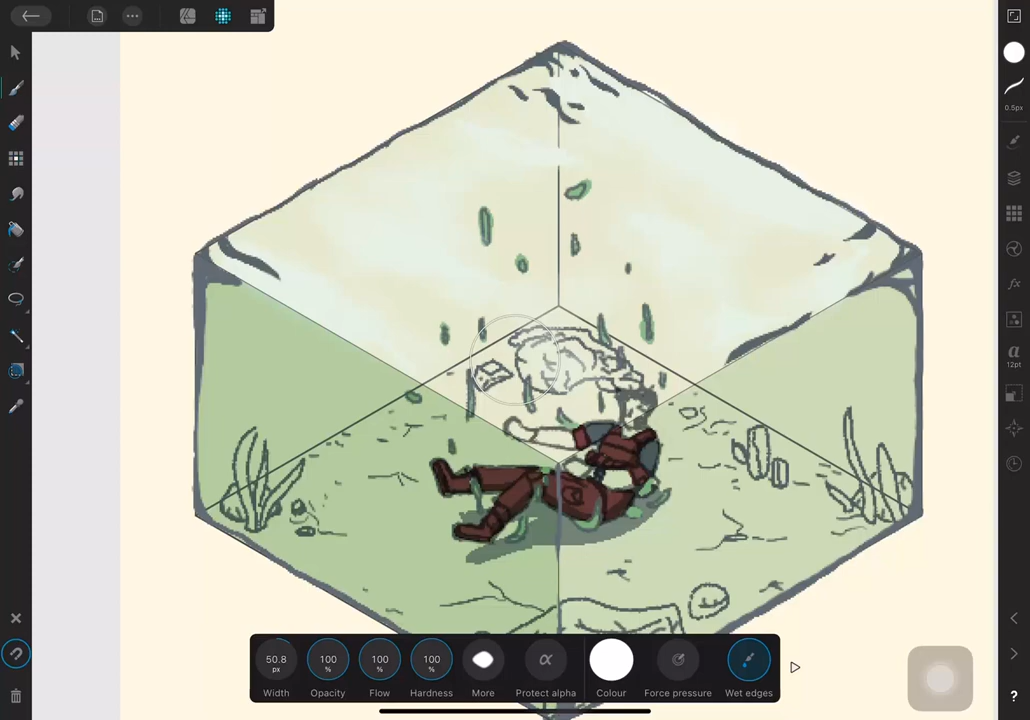 0.5px
a
12pt
fx
50.8
px
100
%
100
%
100
%
α
Width
Opacity
Flow
Hardness
More
Protect alpha
Colour
Force pressure
Wet edges
?